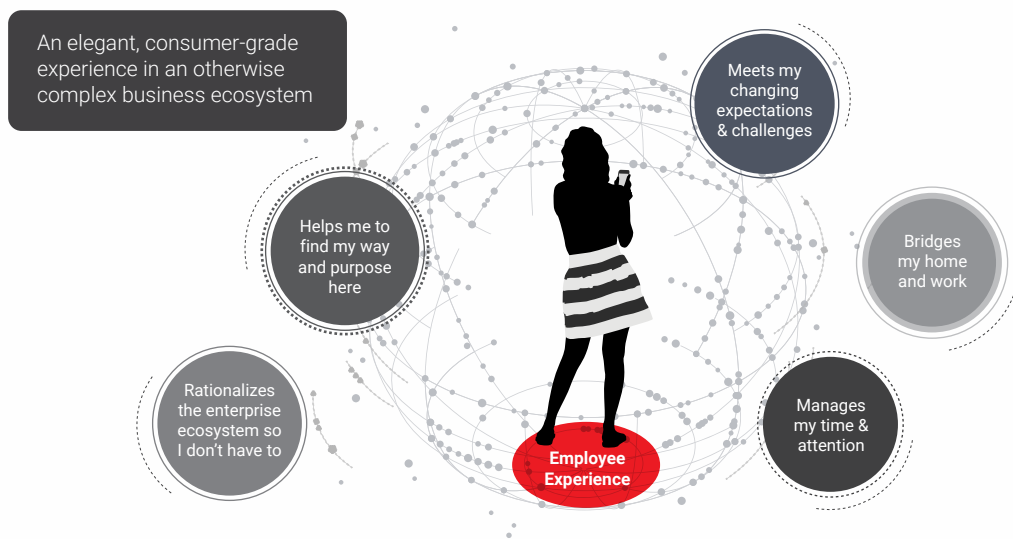 An elegant, consumer-grade
experience in an otherwise
complex business ecosystem
Meets my
changing
expectations
& challenges
Helps me to
find my way
and purpose
here
Bridges
my home
and work
Rationalizes
the enterprise
ecosystem so
I don't have to
Manages
my time &
attention
Employee
Experience